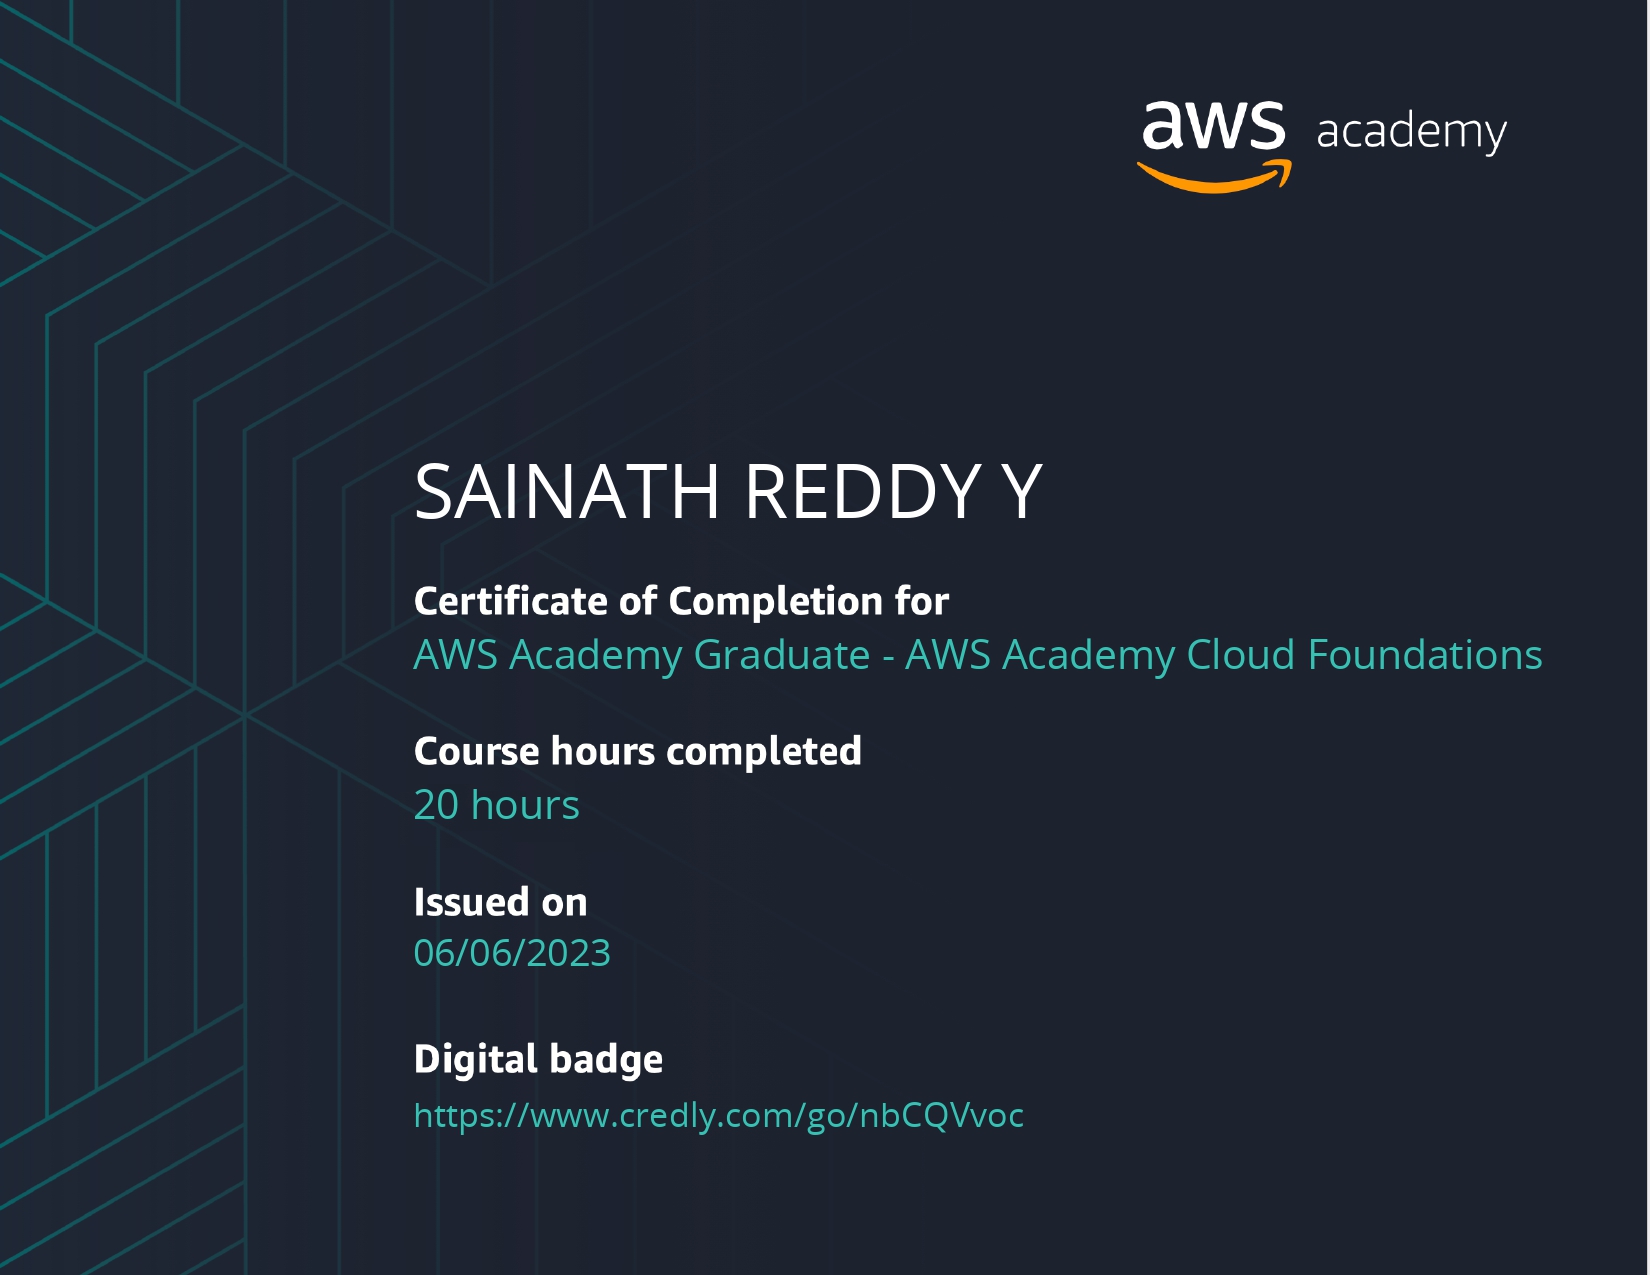 aws academy
SAINATH REDDY Y
Certificate of Completion for
AWS Academy Graduate - AWS Academy Cloud Foundations
Course hours completed
20 hours
Issued on
06/06/2023
Digital badge
https://www.credly.com/go/nbCQVvoc